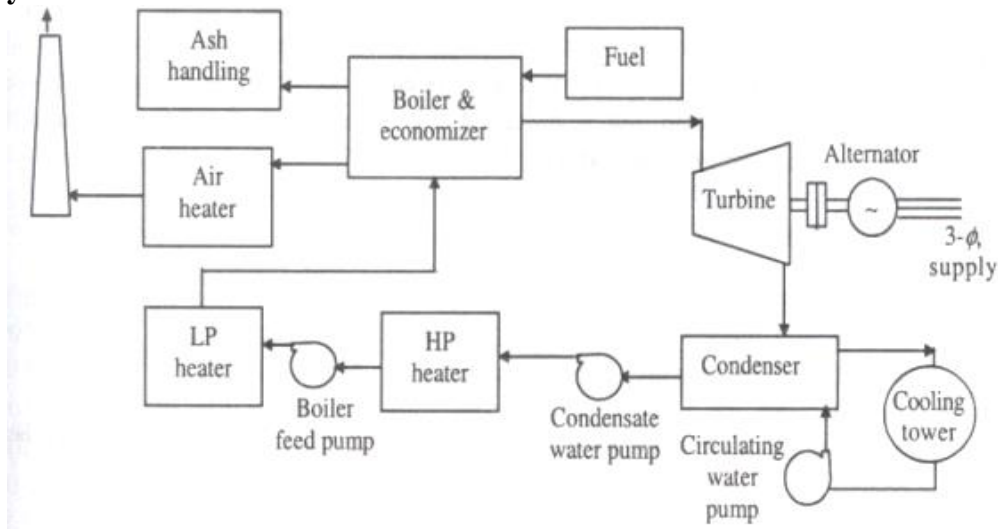 y
Ash
handling
Boiler &
economizer
Fuel
Air
heater
Turbine
Alternator
~
3-ϕ,
supply
LP
heater
Boiler
feed pump
HP
heater
Condensate
water pump
Condenser
Circulating
water
pump
Cooling
tower